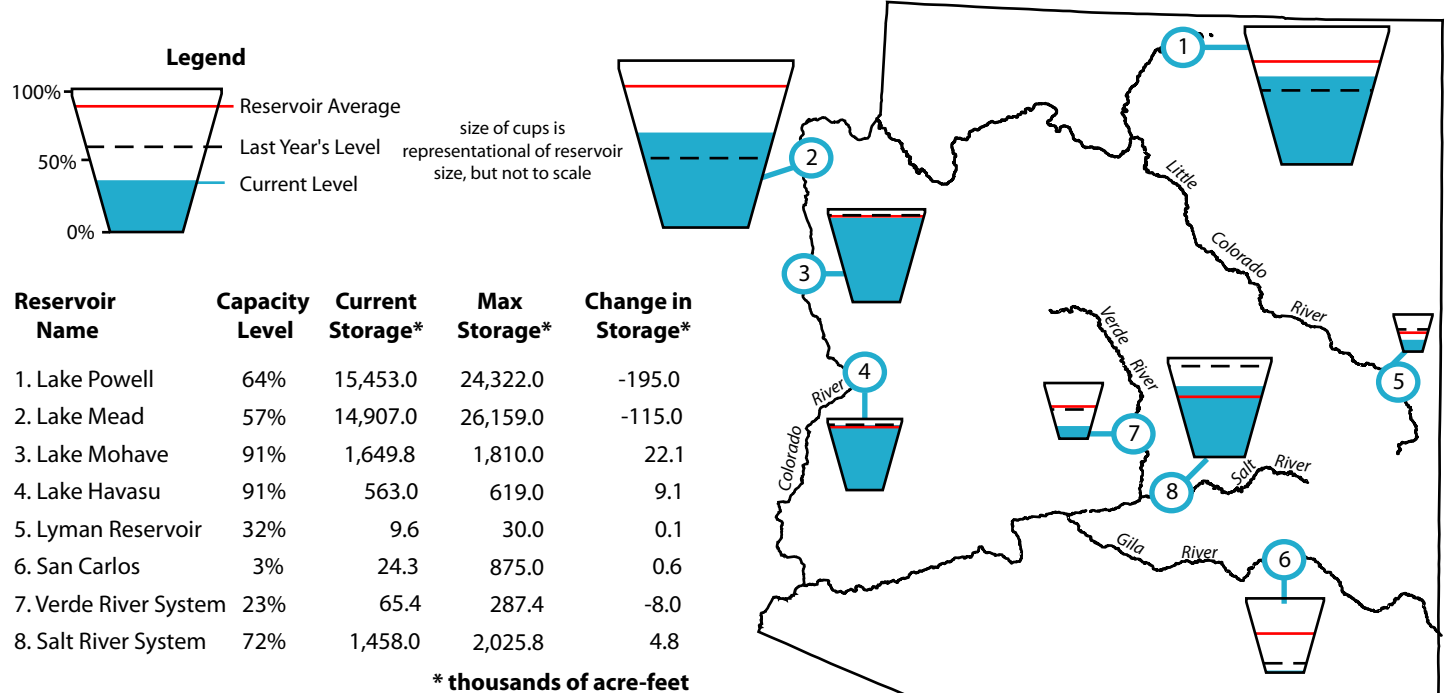 Legend
100%
50%
0%
Reservoir Average
Last Year's Level
Current Level
size of cups is
representational of reservoir
size, but not to scale
Reservoir Name Capacity Level Current Storage* Max Storage* Change in Storage*
1. Lake Powell 64% 15,453.0 24,322.0 -195.0
2. Lake Mead 57% 14,907.0 26,159.0 -115.0
3. Lake Mohave 91% 1,649.8 1,810.0 22.1
4. Lake Havasu 91% 563.0 619.0 9.1
5. Lyman Reservoir 32% 9.6 30.0 0.1
6. San Carlos 3% 24.3 875.0 0.6
7. Verde River System 23% 65.4 287.4 -8.0
8. Salt River System 72% 1,458.0 2,025.8 4.8
* thousands of acre-feet
1
2
3
4
5
6
7
8
Little Colorado River
Verde River
Colorado River
Salt River
Gila River